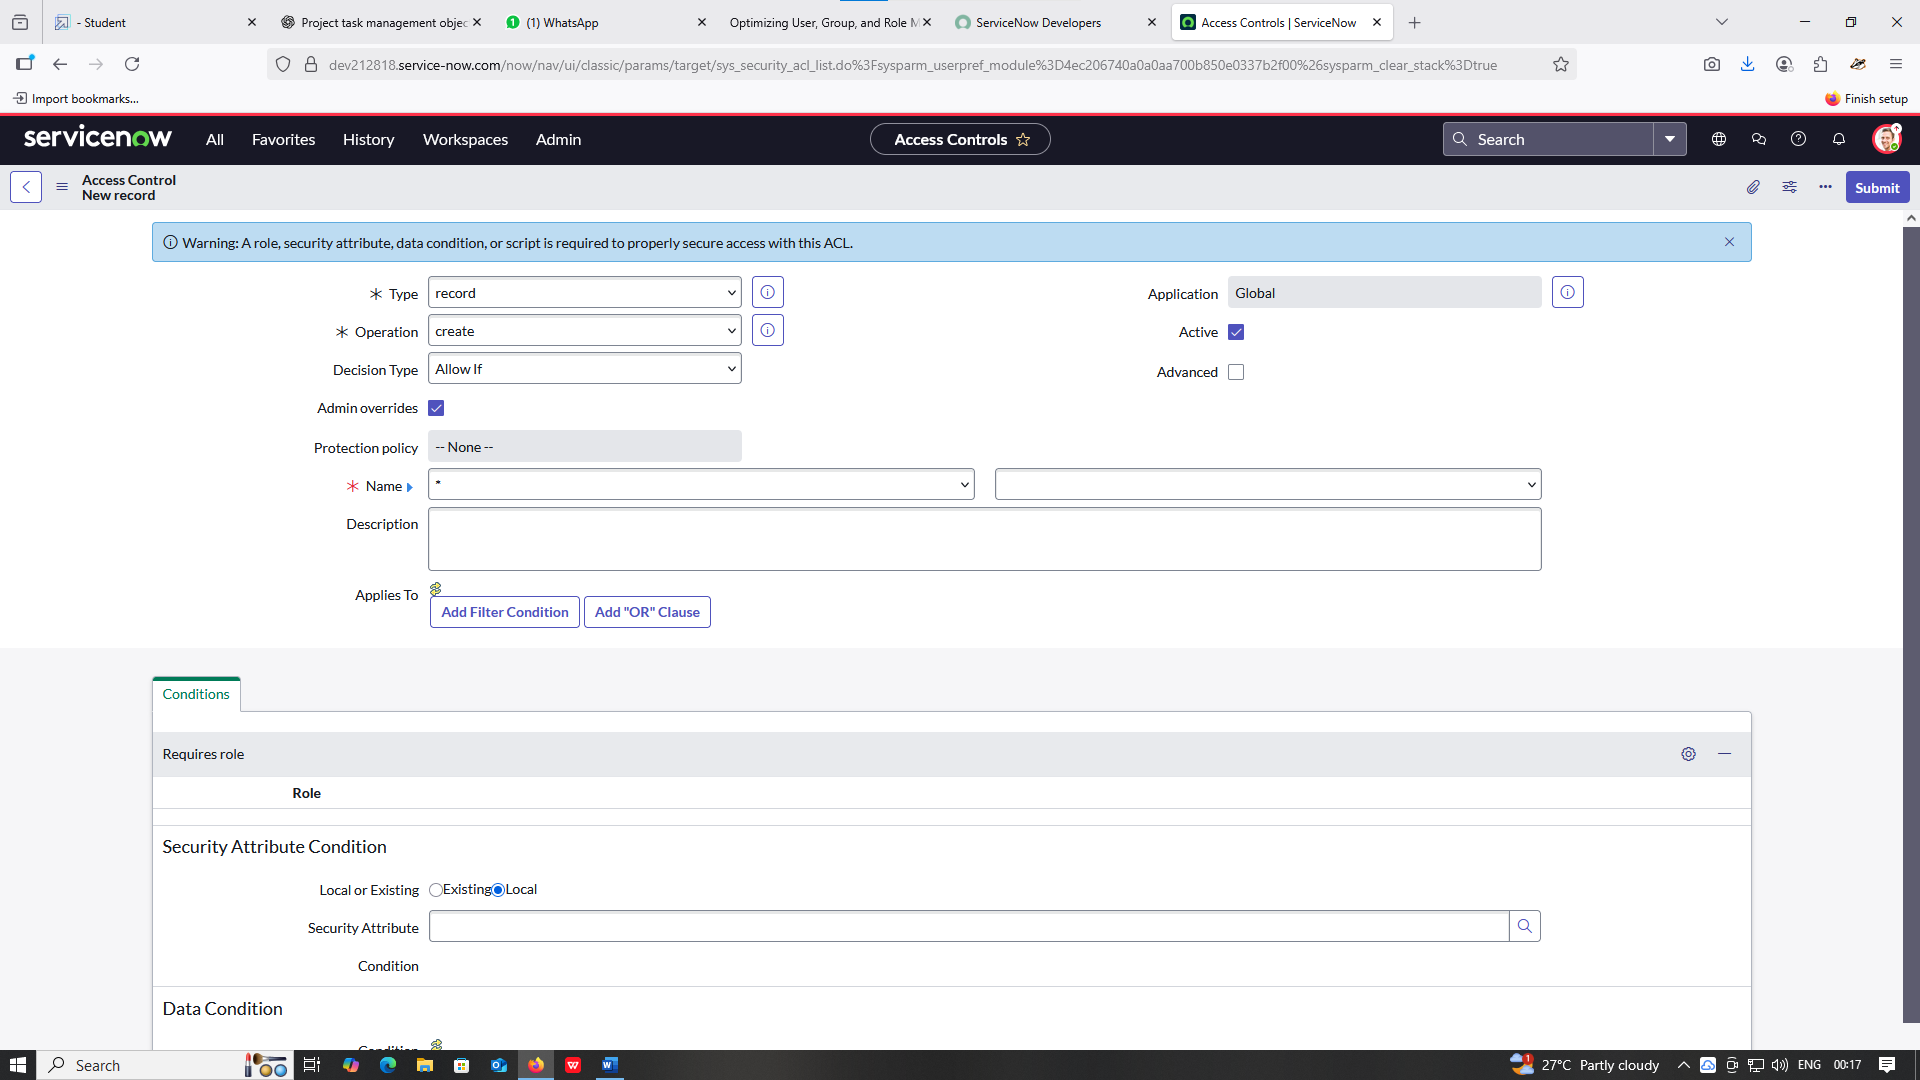 - Student
Project task management objec
1
(1) WhatsApp
Optimizing User, Group, and Role M
ServiceNow Developers
Access Controls | ServiceNow
dev212818.service-now.com/now/nav/ui/classic/params/target/sys_security_acl_list.do%3Fsysparm_userpref_module%3D4ec206740a0a0aa700b850e0337b2f00%26sysparm_clear_stack%3Dtrue
Import bookmarks...
Finish setup
servicenow
All
Favorites
History
Workspaces
Admin
Access Controls
Search
Access Control
New record
Submit
Warning: A role, security attribute, data condition, or script is required to properly secure access with this ACL.
Type
record
Application
Global
Operation
create
Active
Decision Type
Allow If
Advanced
Admin overrides
Protection policy
-- None --
Name
*
Description
Applies To
Add Filter Condition
Add "OR" Clause
Conditions
Requires role
Role
Security Attribute Condition
Local or Existing
Existing
Local
Security Attribute
Condition
Data Condition
Condition
Search
1
27°C Partly cloudy
ENG
00:17